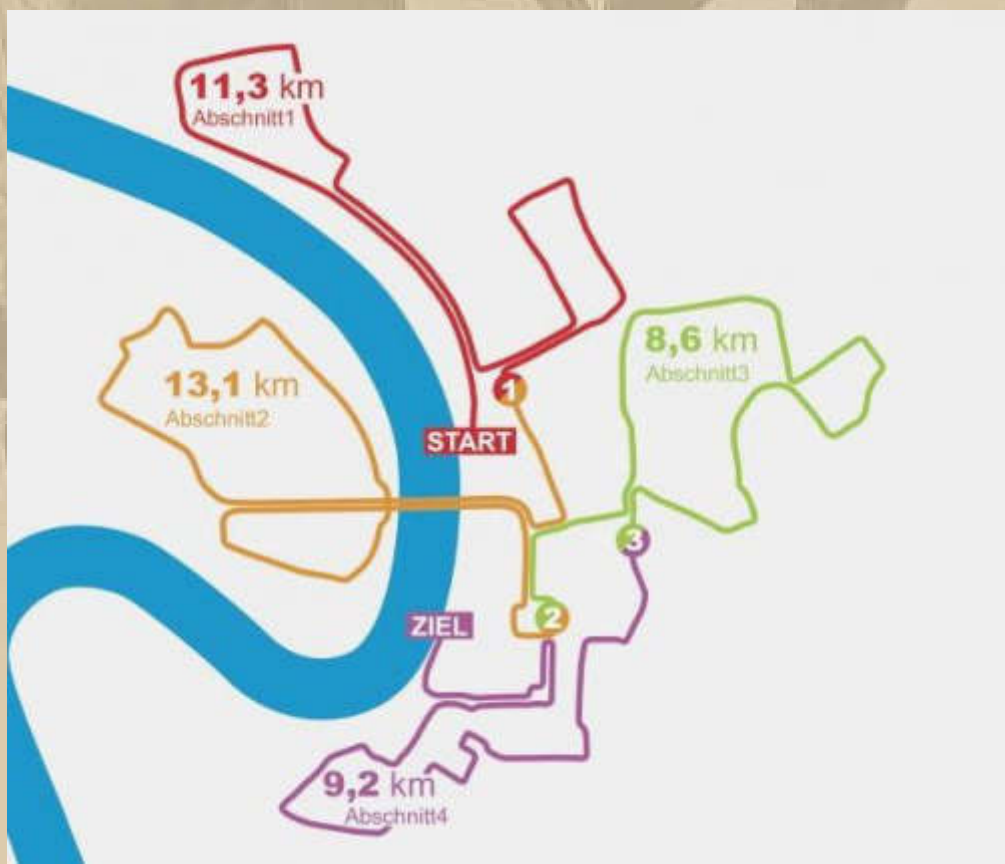 11,3 km
Abschnitt1
8,6 km
Abschnitt3
13,1 km
Abschnitt2
1
START
3
2
ZIEL
9,2 km
Abschnitt4